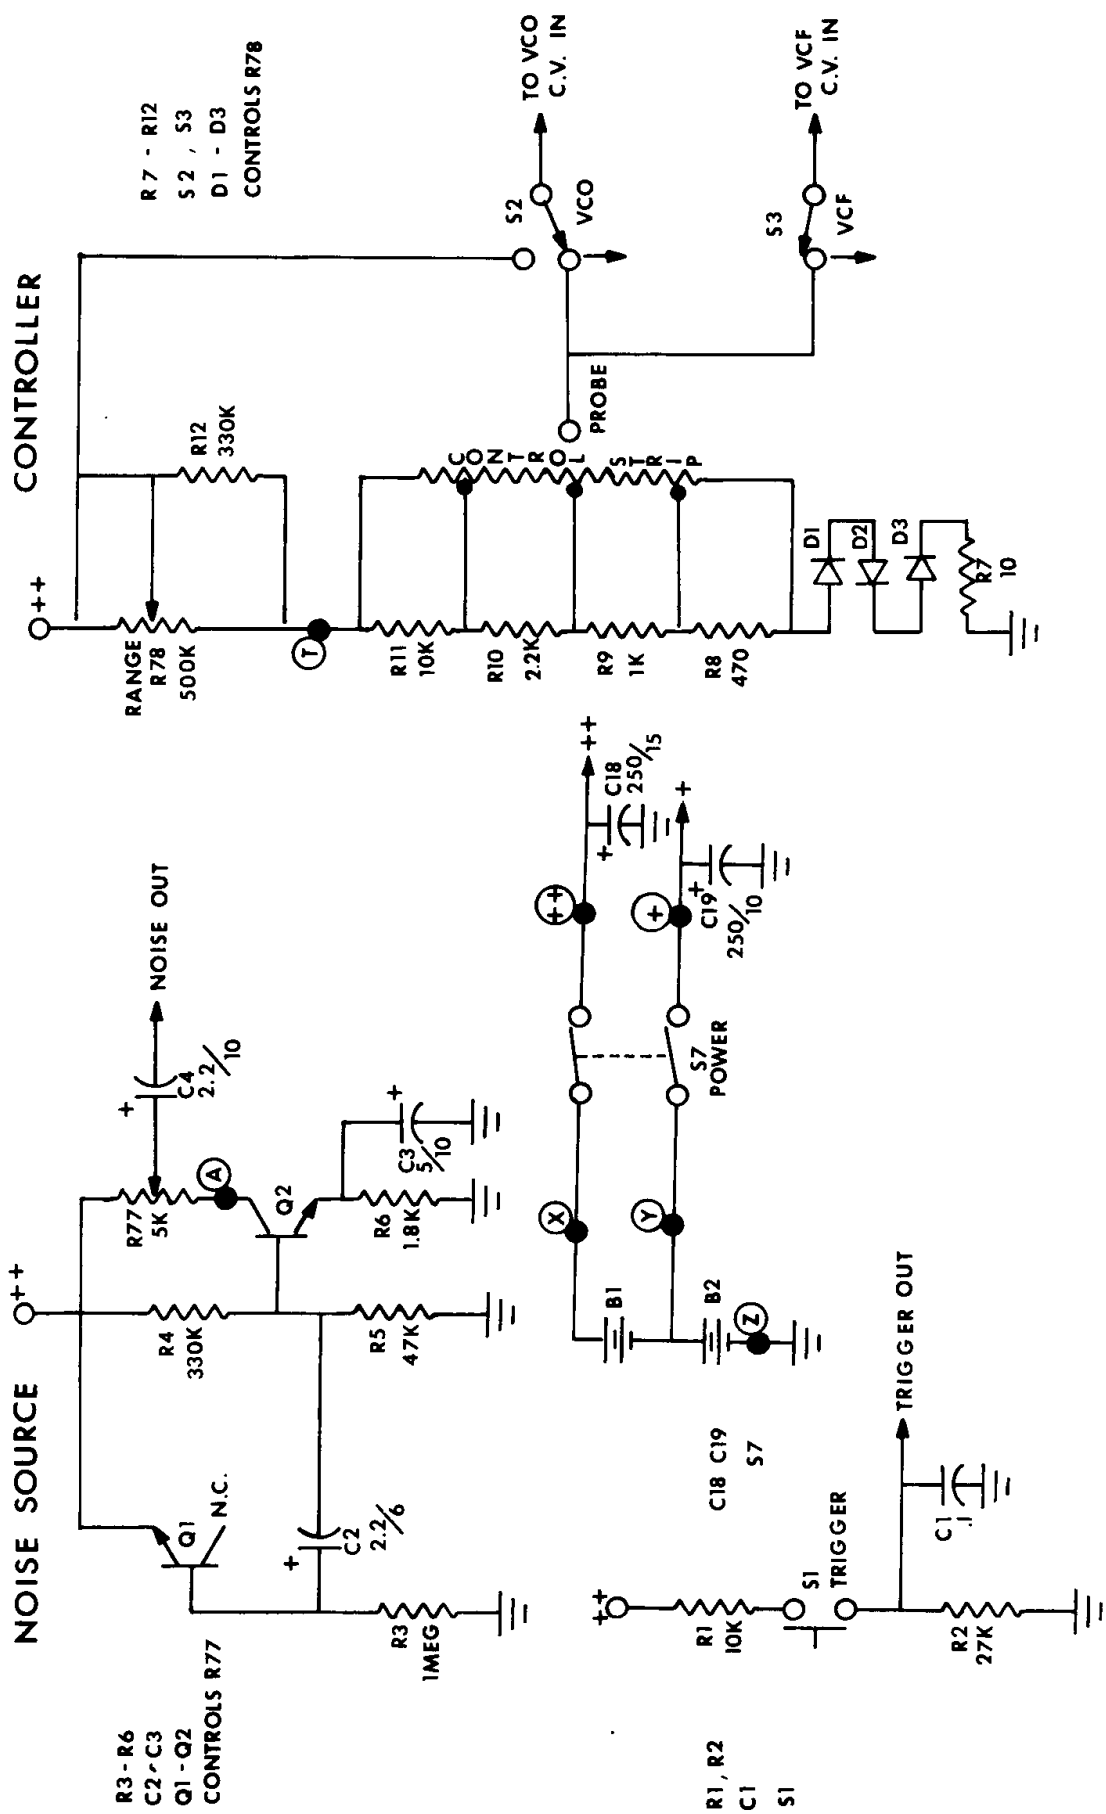 NOISE SOURCE
++
R3-R6
C2-C3
Q1-Q2
CONTROLS R77
Q1
N.C.
R4
330K
R77
5K
A
C4
2.2/10
+
NOISE OUT
Q2
+
C2
2.2/6
R3
1MEG
R5
47K
R6
1.8K
C3
5/10
+
CONTROLLER
++
RANGE
R78
500K
R12
330K
T
R11
10K
R10
2.2K
R9
1K
R8
470
CONTROL STRIP
PROBE
D1
D2
D3
R7
10
S2
VCO
TO VCO
C.V. IN
S3
VCF
TO VCF
C.V. IN
R7 - R12
S2 , S3
D1 - D3
CONTROLS R78
R1, R2
C1
S1
++
R1
10K
S1
TRIGGER
R2
27K
C1
.1
TRIGGER OUT
C18 C19
S7
B1
B2
X
Y
Z
S7
POWER
++
+
+
C18
250/15
++
+
C19
250/10
+